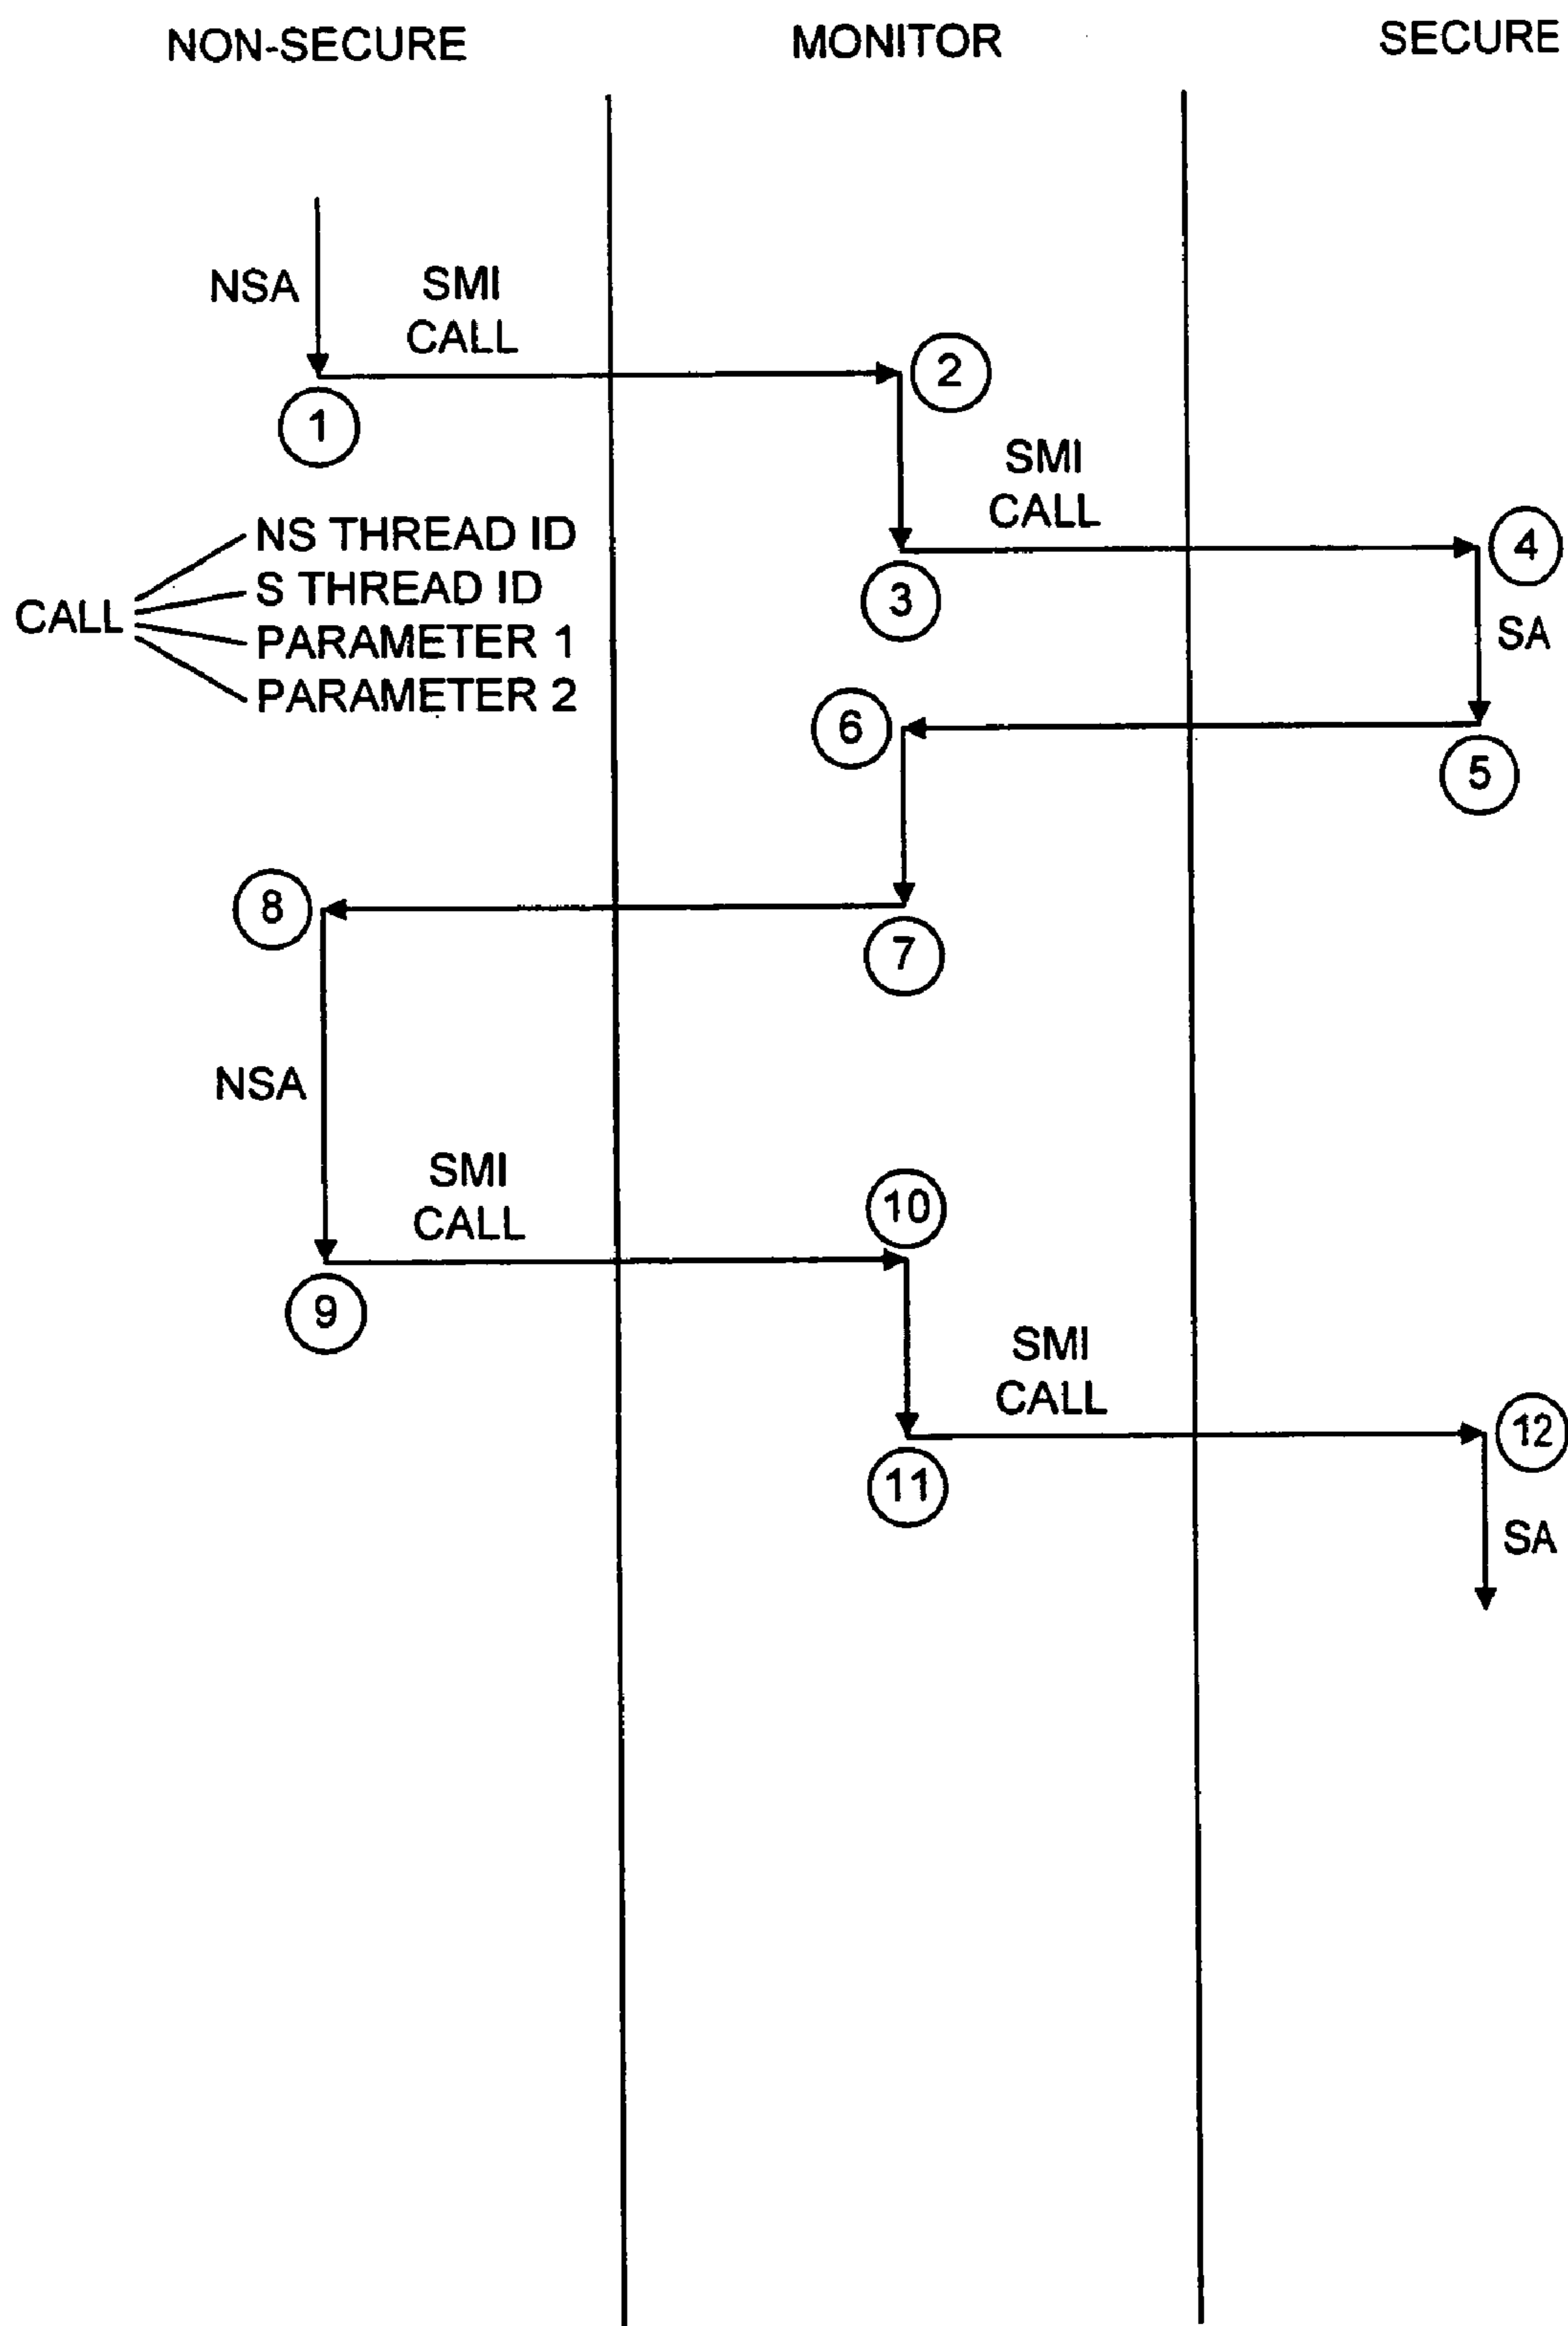 NON-SECURE MONITOR SECURE
NSA
SMI
CALL
2
1
SMI
CALL
4
3
NS THREAD ID
S THREAD ID
CALL
PARAMETER 1
PARAMETER 2
SA
6
5
8
7
NSA
SMI
CALL
10
9
SMI
CALL
12
11
SA